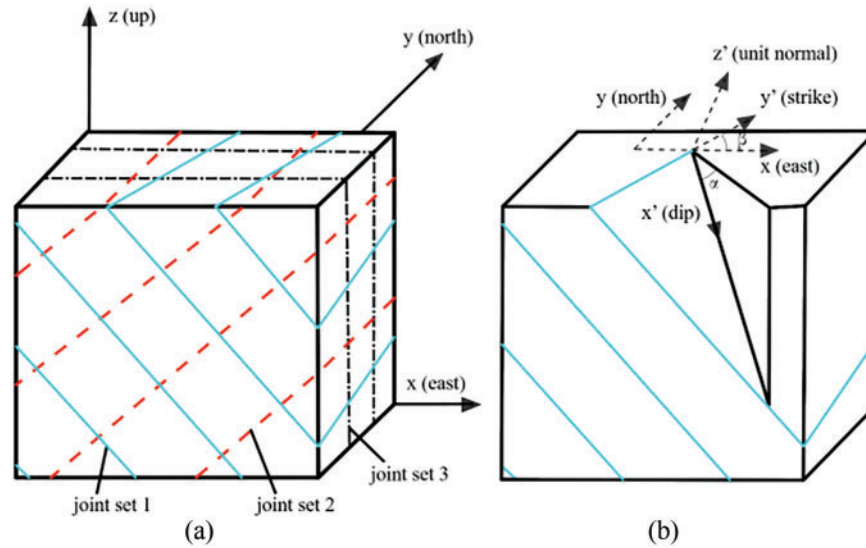 z (up)
y (north)
x (east)
joint set 1
joint set 2
joint set 3
(a)
z’ (unit normal)
y (north)
y’ (strike)
β
x (east)
α
x’ (dip)
(b)